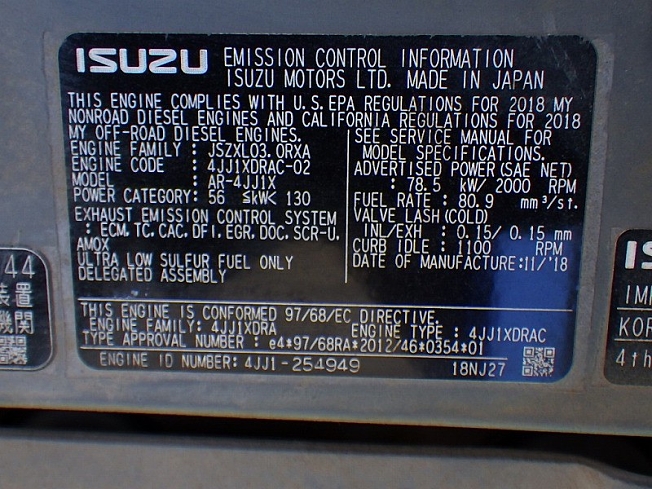 ISUZU EMISSION CONTROL INFORMATION
ISUZU MOTORS LTD. MADE IN JAPAN
THIS ENGINE COMPLIES WITH U.S.EPA REGULATIONS FOR 2018 MY
NONROAD DIESEL ENGINES AND CALIFORNIA REGULATIONS FOR 2018
MY OFF-ROAD DIESEL ENGINES.
ENGINE FAMILY : JSZXL03.0RXA
ENGINE CODE : 4JJ1XDRAC-02
MODEL : AR-4JJ1X
POWER CATEGORY: 56 ≦kW< 130
EXHAUST EMISSION CONTROL SYSTEM
: ECM, TC, CAC, DFI, EGR, DOC, SCR-U,
AMOX
ULTRA LOW SULFUR FUEL ONLY
DELEGATED ASSEMBLY
SEE SERVICE MANUAL FOR
MODEL SPECIFICATIONS.
ADVERTISED POWER(SAE NET)
: 78.5 kW/ 2000 RPM
FUEL RATE : 80.9 mm³/st.
VALVE LASH(COLD)
INL/EXH : 0.15/ 0.15 mm
CURB IDLE : 1100 RPM
DATE OF MANUFACTURE:11/'18
THIS ENGINE IS CONFORMED 97/68/EC DIRECTIVE.
ENGINE FAMILY: 4JJ1XDRA ENGINE TYPE : 4JJ1XDRAC
TYPE APPROVAL NUMBER : e4*97/68RA*2012/46*0354*01
ENGINE ID NUMBER: 4JJ1-254949 18NJ27
44
装置
機関
IS
IMP
KOR
4th